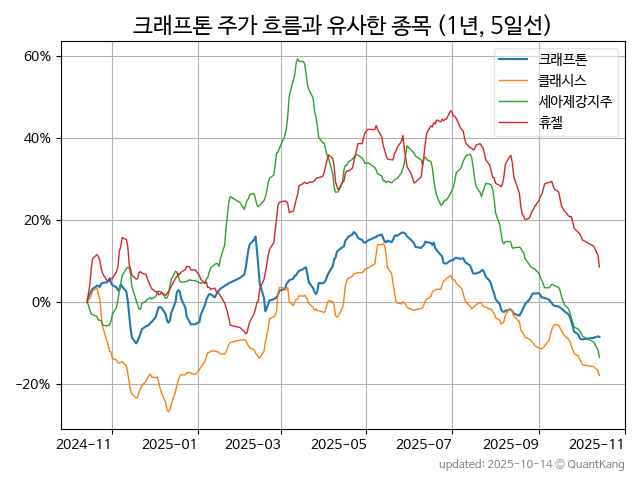 크래프톤 주가 흐름과 유사한 종목 (1년, 5일선)
크래프톤
클래시스
세아제강지주
휴젤
60%
40%
20%
0%
−20%
2024-11
2025-01
2025-03
2025-05
2025-07
2025-09
2025-11
updated: 2025-10-14 © QuantKang